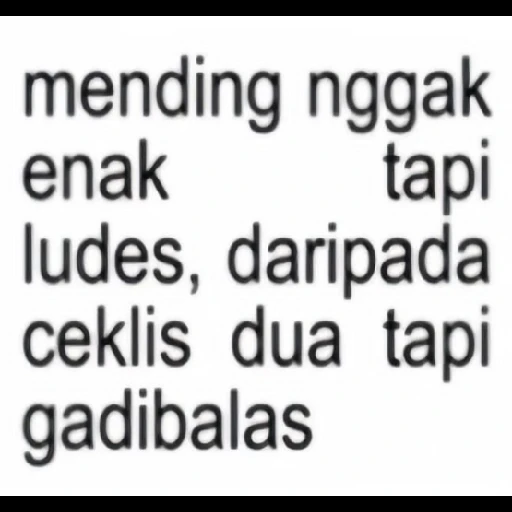 mending nggak
enak tapi
ludes, daripada
ceklis dua tapi
gadibalas